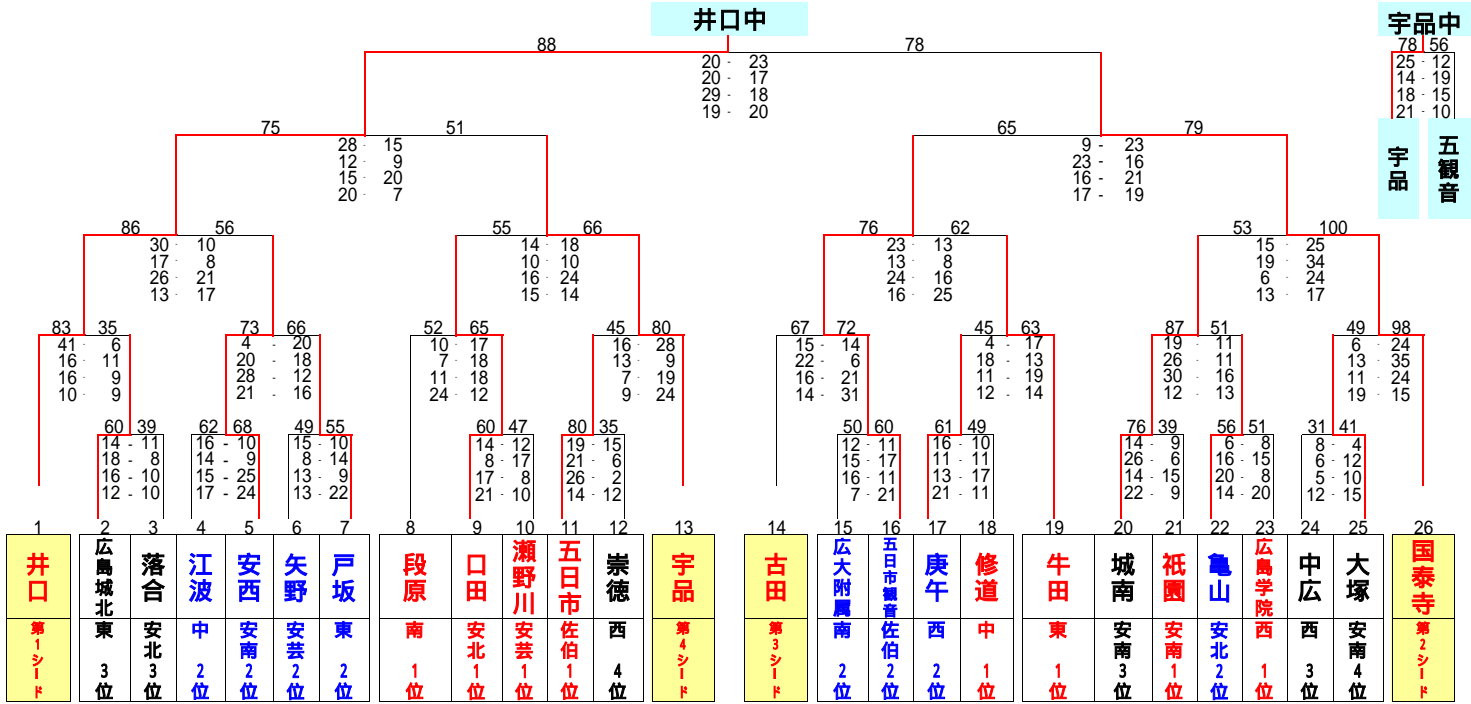 井口中
宇品中
88 78
78 56
20 - 23
20 - 17
29 - 18
19 - 20
25 - 12
14 - 19
18 - 15
21 - 10
宇品
五観音
75 51
65 79
28 - 15
12 - 9
15 - 20
20 - 7
9 - 23
23 - 16
16 - 21
17 - 19
86 56
55 66
76 62
53 100
30 - 10
17 - 8
26 - 21
13 - 17
14 - 18
10 - 10
16 - 24
15 - 14
23 - 13
13 - 8
24 - 16
16 - 25
15 - 25
19 - 34
6 - 24
13 - 17
83 35
73 66
52 65
45 80
67 72
45 63
87 51
49 98
41 - 6
16 - 11
16 - 9
10 - 9
4 - 20
20 - 18
28 - 12
21 - 16
10 - 17
7 - 18
11 - 18
24 - 12
16 - 28
13 - 9
7 - 19
9 - 24
15 - 14
22 - 6
16 - 21
14 - 31
4 - 17
18 - 13
11 - 19
12 - 14
19 - 11
26 - 11
30 - 16
12 - 13
6 - 24
13 - 35
11 - 24
19 - 15
60 39
62 68
49 55
60 47
80 35
50 60
61 49
76 39
56 51
31 41
14 - 11
18 - 8
16 - 10
12 - 10
16 - 10
14 - 9
15 - 25
17 - 24
15 - 10
8 - 14
13 - 9
13 - 22
14 - 12
8 - 17
17 - 8
21 - 10
19 - 15
21 - 6
26 - 2
14 - 12
12 - 11
15 - 17
16 - 11
7 - 21
16 - 10
11 - 11
13 - 17
21 - 11
14 - 9
26 - 6
14 - 15
22 - 9
6 - 8
16 - 15
20 - 8
14 - 20
8 - 4
6 - 12
5 - 10
12 - 15
1 2 3 4 5 6 7 8 9 10 11 12 13 14 15 16 17 18 19 20 21 22 23 24 25 26
井口
広島城北
落合
江波
安西
矢野
戸坂
段原
口田
瀬野川
五日市
崇徳
宇品
古田
広大附属
五日市観音
庚午
修道
牛田
城南
祇園
亀山
広島学院
中広
大塚
国泰寺
第1シード
東 3位
安北3位
中 2位
安南2位
安芸2位
東 2位
南 1位
安北1位
安芸1位
佐伯1位
西 4位
第4シード
第3シード
南 2位
佐伯2位
西 2位
中 1位
東 1位
安南3位
安南1位
安北2位
西 1位
西 3位
安南4位
第2シード